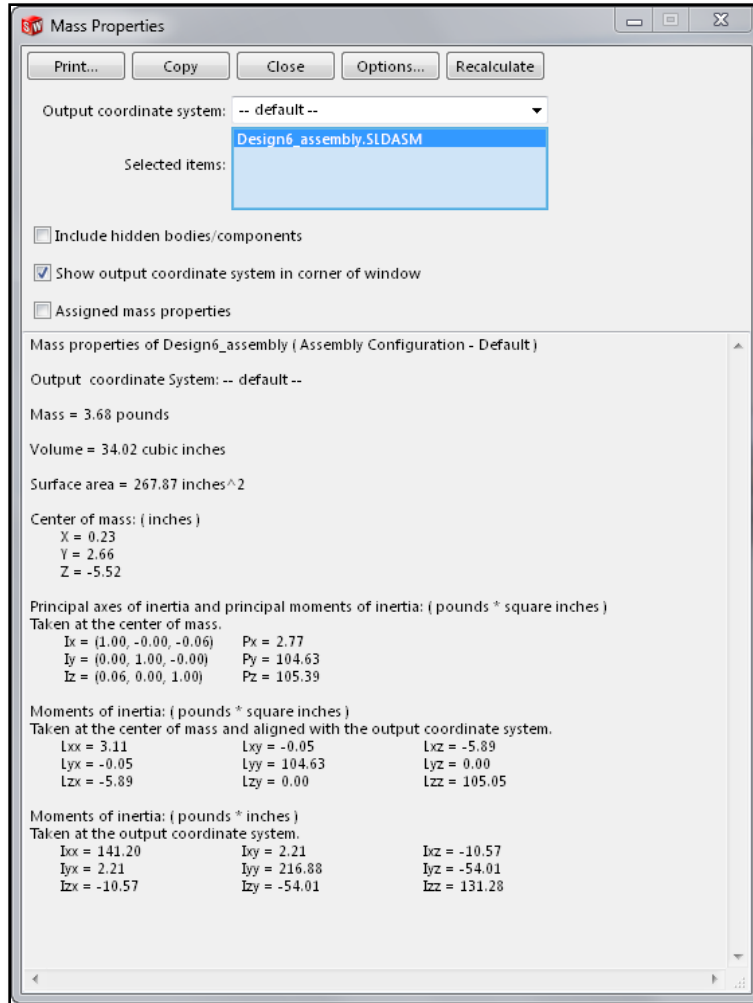 Mass Properties
Print... Copy Close Options... Recalculate
Output coordinate system: -- default --
Design6_assembly.SLDASM
Selected items:
Include hidden bodies/components
Show output coordinate system in corner of window
Assigned mass properties
Mass properties of Design6_assembly ( Assembly Configuration - Default )
Output coordinate System: -- default --
Mass = 3.68 pounds
Volume = 34.02 cubic inches
Surface area = 267.87 inches^2
Center of mass: ( inches )
X = 0.23
Y = 2.66
Z = -5.52
Principal axes of inertia and principal moments of inertia: ( pounds * square inches )
Taken at the center of mass.
Ix = (1.00, -0.00, -0.06) Px = 2.77
Iy = (0.00, 1.00, -0.00) Py = 104.63
Iz = (0.06, 0.00, 1.00) Pz = 105.39
Moments of inertia: ( pounds * square inches )
Taken at the center of mass and aligned with the output coordinate system.
Lxx = 3.11 Lxy = -0.05 Lxz = -5.89
Lyx = -0.05 Lyy = 104.63 Lyz = 0.00
Lzx = -5.89 Lzy = 0.00 Lzz = 105.05
Moments of inertia: ( pounds * inches )
Taken at the output coordinate system.
Ixx = 141.20 Ixy = 2.21 Ixz = -10.57
Iyx = 2.21 Iyy = 216.88 Iyz = -54.01
Izx = -10.57 Izy = -54.01 Izz = 131.28